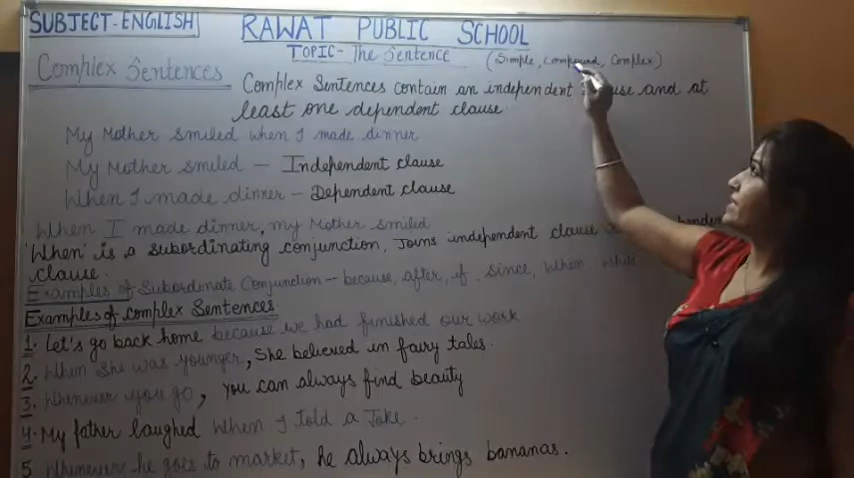 SUBJECT-ENGLISH
RAWAT PUBLIC SCHOOL
TOPIC- The Sentence (Simple, Compound, Complex)
Complex Sentences
Complex Sentences contain an independent and at
least one dependent clause
My Mother smiled when I made dinner
My Mother smiled - Independent clause
When I made dinner - Dependent clause
When I made dinner, my Mother smiled
'When' is a subordinating conjunction, Joins independent clause
clause.
Examples of Subordinate Conjunction - because, after, if, since, when, while
Examples of complex Sentences.
1. Let's go back home because we had finished our work
2. When she was younger, she believed in fairy tales.
3. Whenever you go, you can always find beauty
4. My father laughed when I told a Joke.
5 Whenever he goes to market, he always brings bananas.